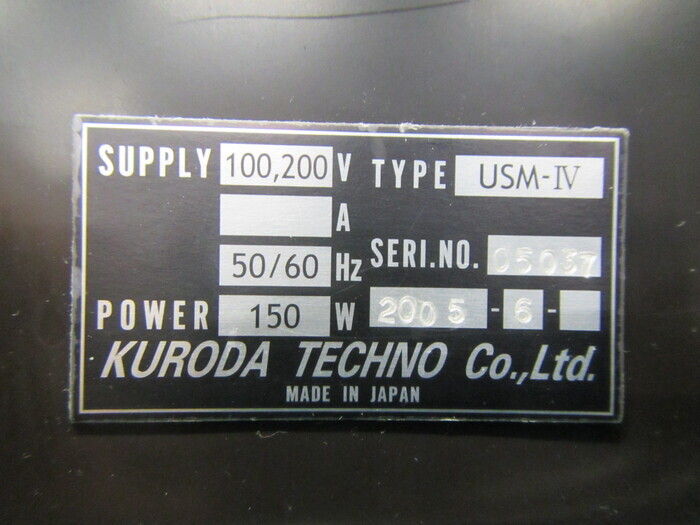 SUPPLY 100,200 V TYPE USM-IV
A
50/60 Hz SERI.NO. 05037
POWER 150 W 2005 - 6 -
KURODA TECHNO Co.,Ltd.
MADE IN JAPAN